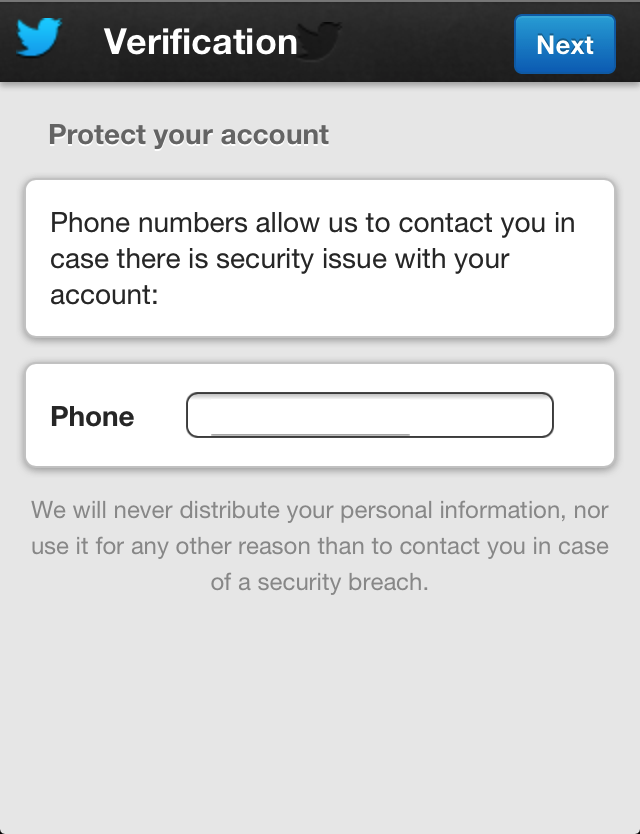 Verification
Next
Protect your account
Phone numbers allow us to contact you in
case there is security issue with your
account:
Phone
We will never distribute your personal information, nor
use it for any other reason than to contact you in case
of a security breach.